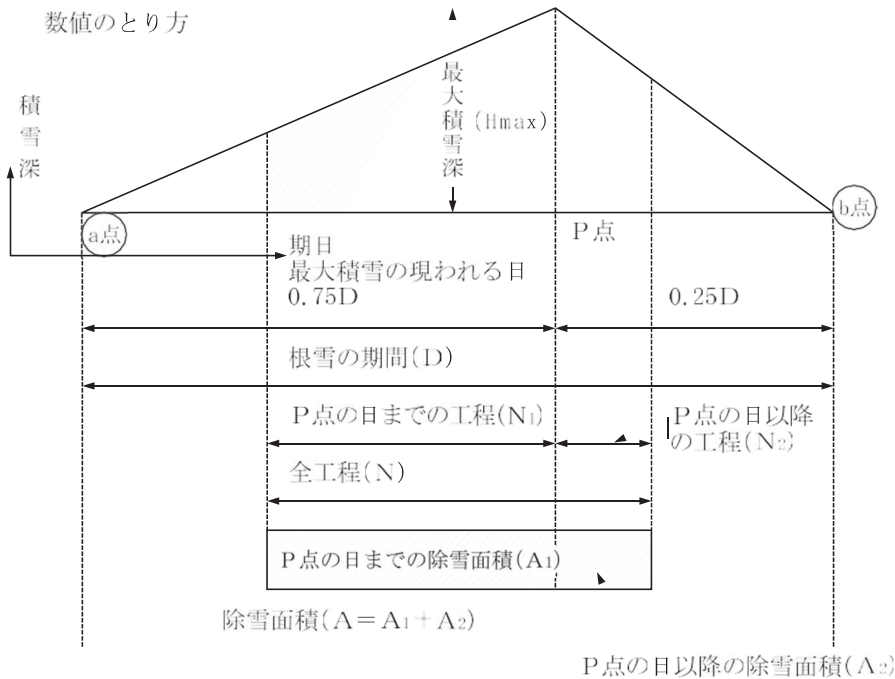 数値のとり方
積雪深
最大積雪深
(Hmax)
a点
b点
P点
期日
最大積雪の現われる日
0.75D
0.25D
根雪の期間(D)
P点の日までの工程(N₁)
P点の日以降
の工程(N₂)
全工程(N)
P点の日までの除雪面積(A₁)
除雪面積(A＝A₁＋A₂)
P点の日以降の除雪面積(A₂)